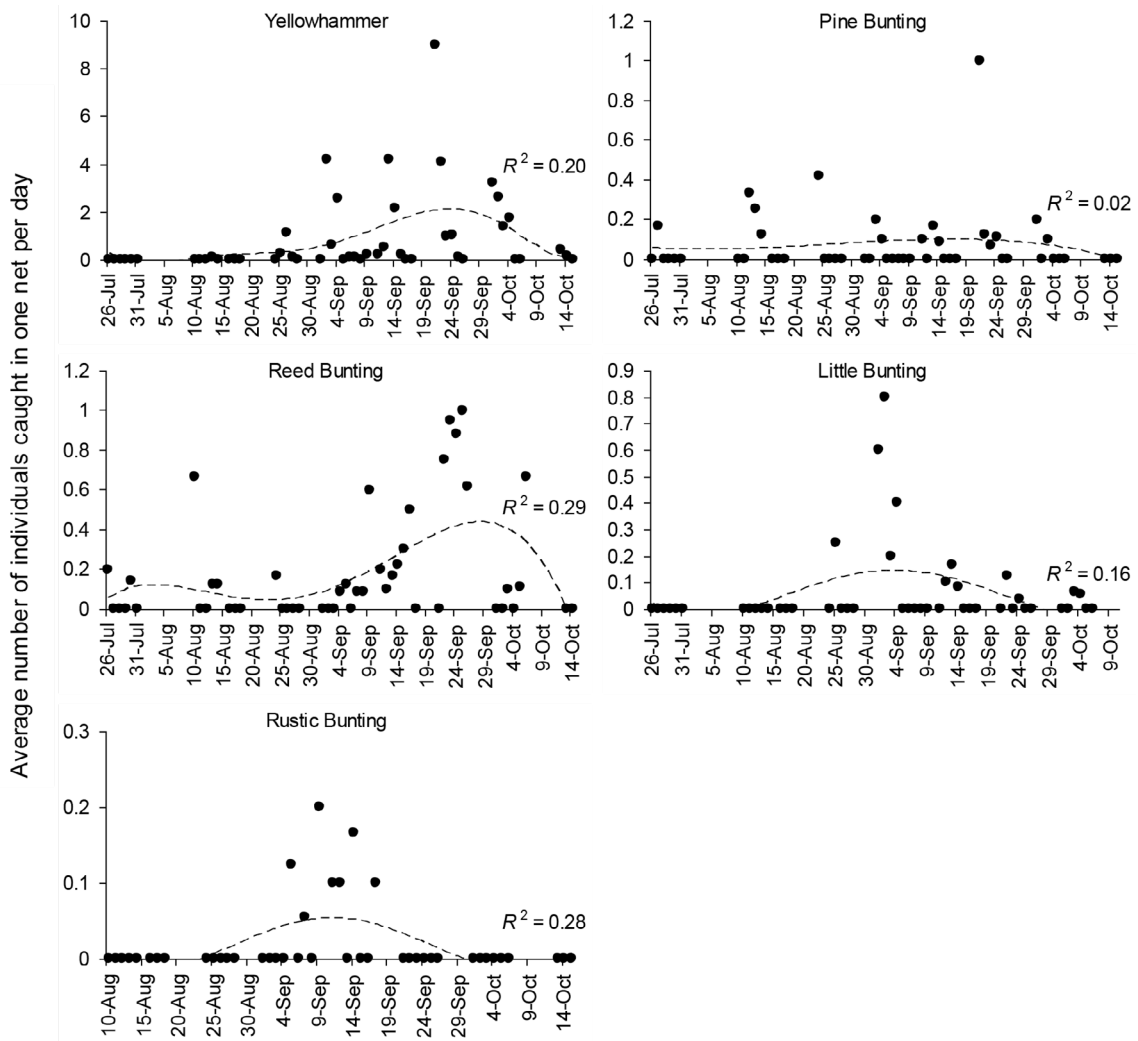 Average number of individuals caught in one net per day
Yellowhammer
10
8
6
4
2
0
R² = 0.20
26-Jul
31-Jul
5-Aug
10-Aug
15-Aug
20-Aug
25-Aug
30-Aug
4-Sep
9-Sep
14-Sep
19-Sep
24-Sep
29-Sep
4-Oct
9-Oct
14-Oct
Pine Bunting
1.2
1
0.8
0.6
0.4
0.2
0
R² = 0.02
26-Jul
31-Jul
5-Aug
10-Aug
15-Aug
20-Aug
25-Aug
30-Aug
4-Sep
9-Sep
14-Sep
19-Sep
24-Sep
29-Sep
4-Oct
9-Oct
14-Oct
Reed Bunting
1.2
1
0.8
0.6
0.4
0.2
0
R² = 0.29
26-Jul
31-Jul
5-Aug
10-Aug
15-Aug
20-Aug
25-Aug
30-Aug
4-Sep
9-Sep
14-Sep
19-Sep
24-Sep
29-Sep
4-Oct
9-Oct
14-Oct
Little Bunting
0.9
0.8
0.7
0.6
0.5
0.4
0.3
0.2
0.1
0
R² = 0.16
26-Jul
31-Jul
5-Aug
10-Aug
15-Aug
20-Aug
25-Aug
30-Aug
4-Sep
9-Sep
14-Sep
19-Sep
24-Sep
29-Sep
4-Oct
9-Oct
Rustic Bunting
0.3
0.2
0.1
0
R² = 0.28
10-Aug
15-Aug
20-Aug
25-Aug
30-Aug
4-Sep
9-Sep
14-Sep
19-Sep
24-Sep
29-Sep
4-Oct
9-Oct
14-Oct